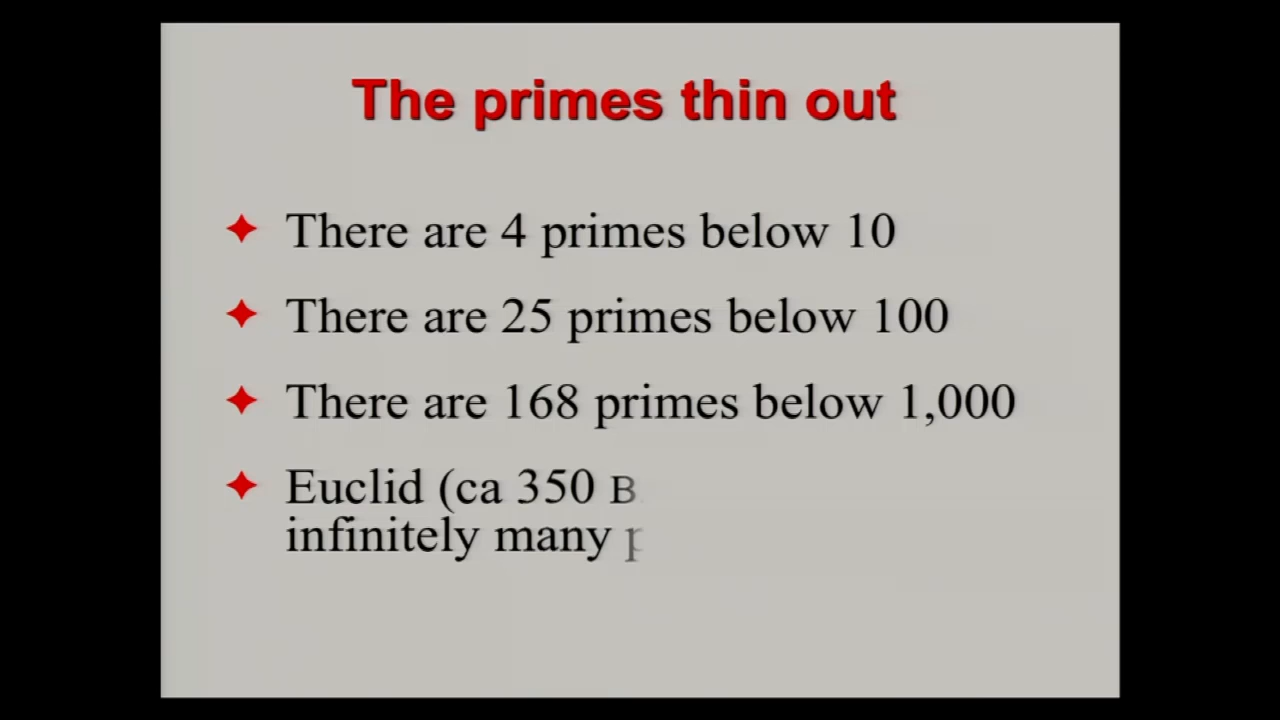 The primes thin out
There are 4 primes below 10
There are 25 primes below 100
There are 168 primes below 1,000
Euclid (ca 350 B
infinitely many p